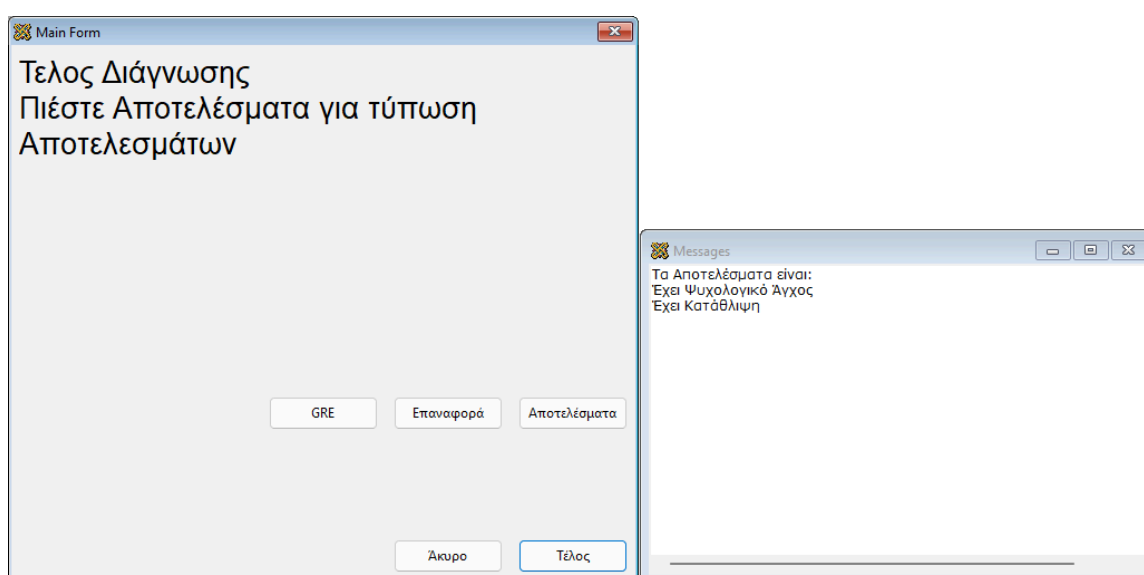 Main Form
Τελος Διάγνωσης
Πιέστε Αποτελέσματα για τύπωση
Αποτελεσμάτων
GRE
Επαναφορά
Αποτελέσματα
Άκυρο
Τέλος
Messages
Τα Αποτελέσματα είναι:
Έχει Ψυχολογικό Άγχος
Έχει Κατάθλιψη